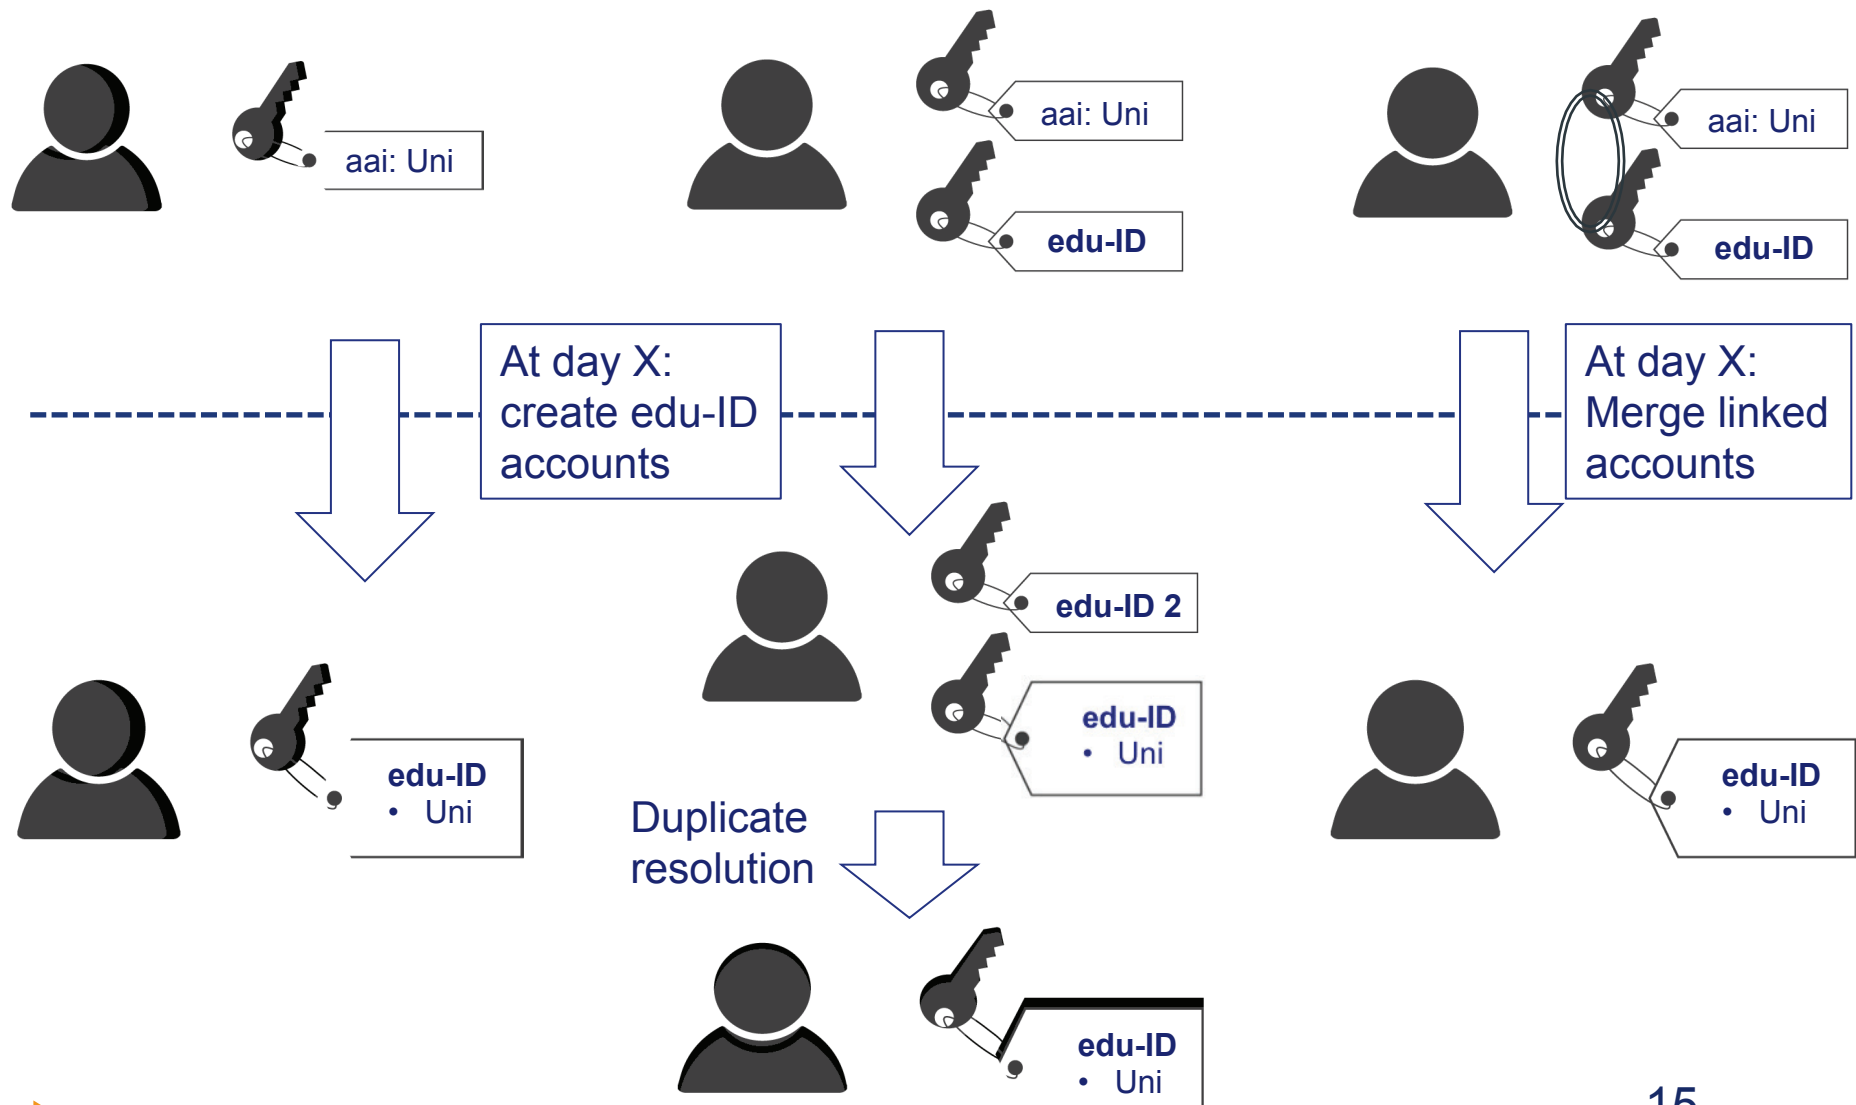 aai: Uni
aai: Uni
edu-ID
aai: Uni
edu-ID
At day X:
create edu-ID
accounts
At day X:
Merge linked
accounts
edu-ID
• Uni
edu-ID 2
edu-ID
• Uni
edu-ID
• Uni
Duplicate
resolution
edu-ID
• Uni
15